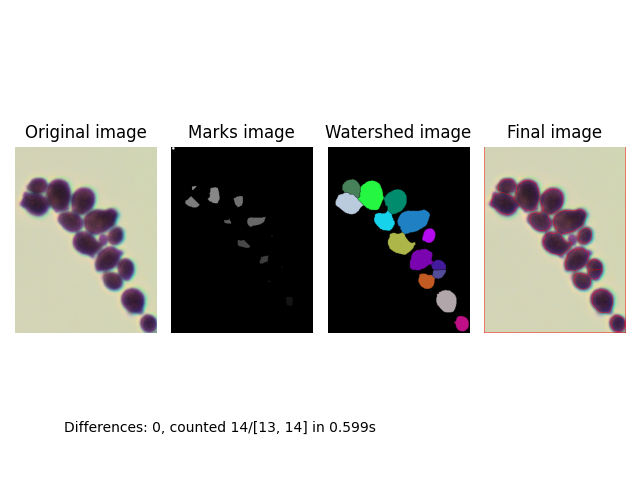 Original image
Marks image
Watershed image
Final image
Differences: 0, counted 14/[13, 14] in 0.599s